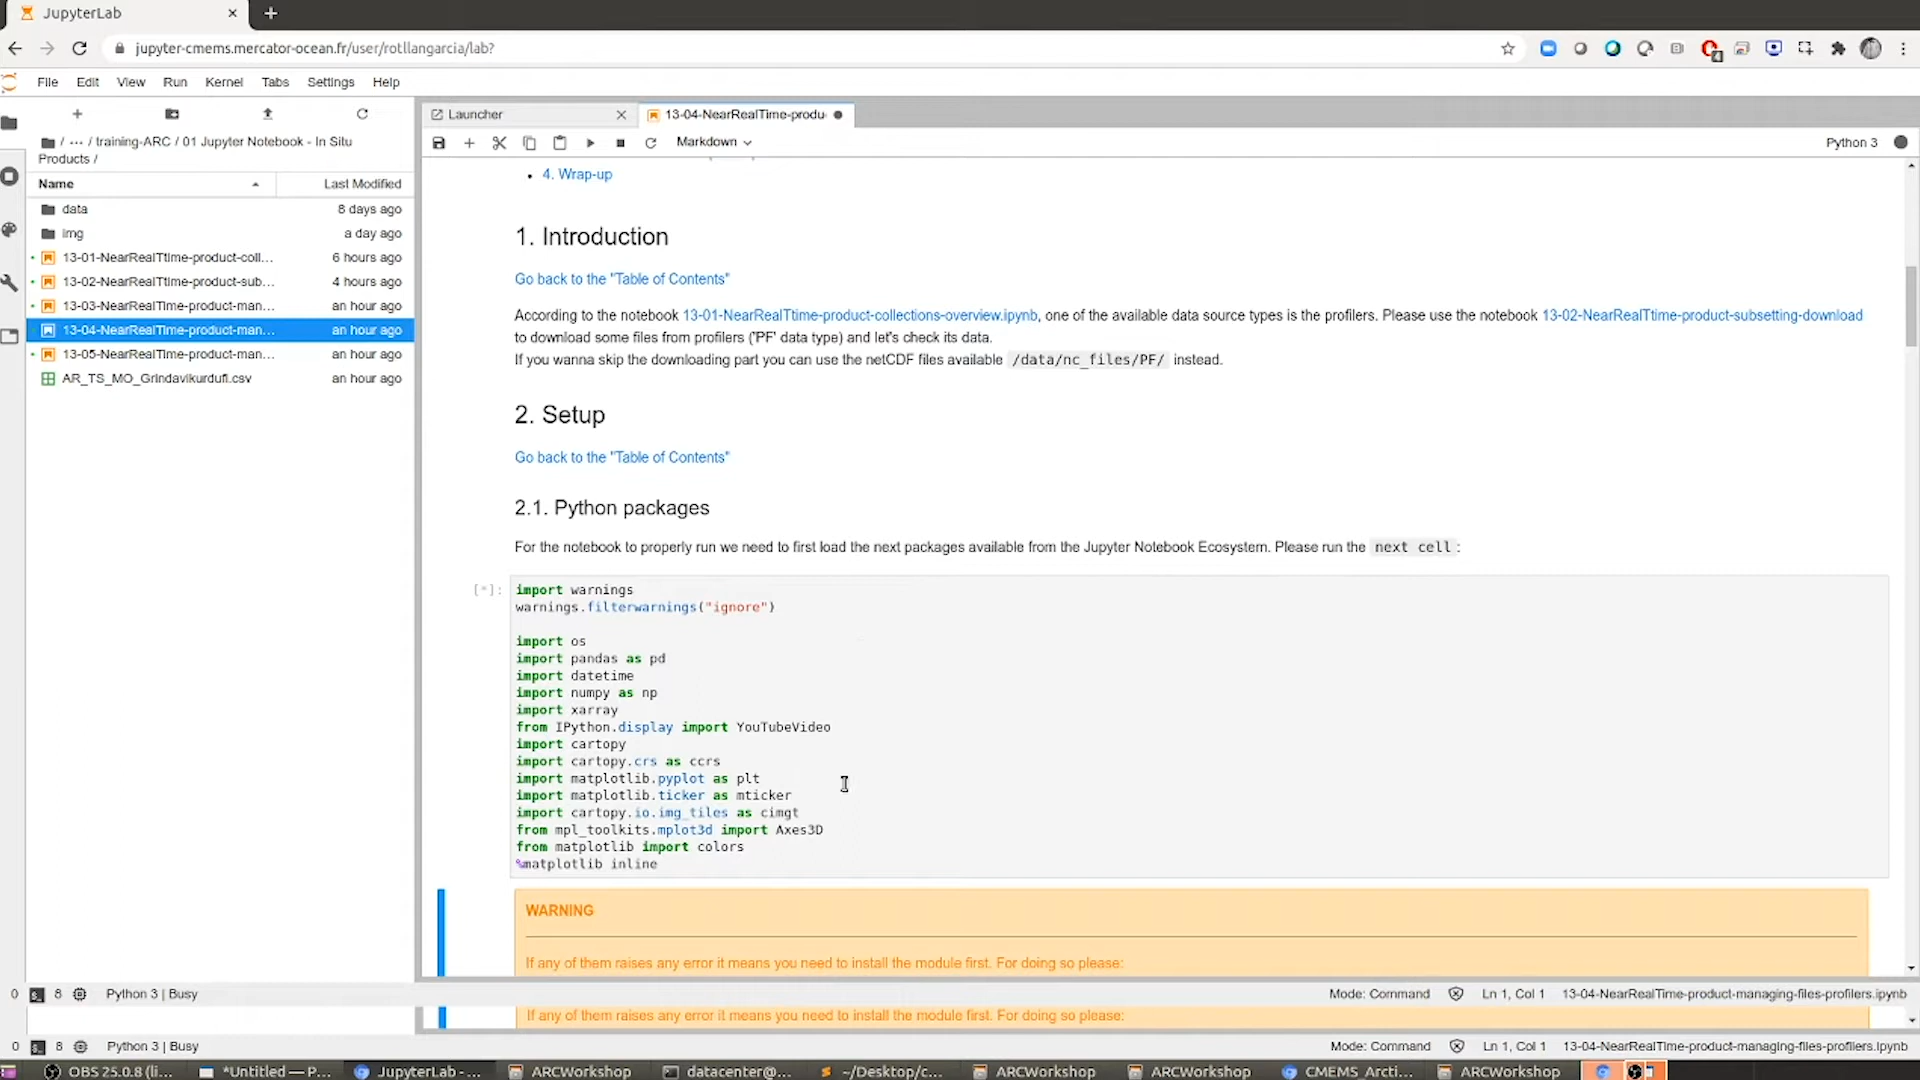 JupyterLab
jupyter-cmems.mercator-ocean.fr/user/rotllangarcia/lab?
File Edit View Run Kernel Tabs Settings Help
Launcher
13-04-NearRealTime-produ
/ ··· / training-ARC / 01 Jupyter Notebook - In Situ
Products /
Markdown
Python 3
Name Last Modified
data 8 days ago
img a day ago
13-01-NearRealTtime-product-coll... 6 hours ago
13-02-NearRealTtime-product-sub... 4 hours ago
13-03-NearRealTime-product-man... an hour ago
13-04-NearRealTime-product-man... an hour ago
13-05-NearRealTime-product-man... an hour ago
AR_TS_MO_Grindavikurdufl.csv an hour ago
• 4. Wrap-up
1. Introduction
Go back to the "Table of Contents"
According to the notebook 13-01-NearRealTtime-product-collections-overview.ipynb, one of the available data source types is the profilers. Please use the notebook 13-02-NearRealTtime-product-subsetting-download
to download some files from profilers ('PF' data type) and let's check its data.
If you wanna skip the downloading part you can use the netCDF files available /data/nc_files/PF/ instead.
2. Setup
Go back to the "Table of Contents"
2.1. Python packages
For the notebook to properly run we need to first load the next packages available from the Jupyter Notebook Ecosystem. Please run the next cell :
[*]:
import warnings
warnings.filterwarnings("ignore")
import os
import pandas as pd
import datetime
import numpy as np
import xarray
from IPython.display import YouTubeVideo
import cartopy
import cartopy.crs as ccrs
import matplotlib.pyplot as plt
import matplotlib.ticker as mticker
import cartopy.io.img_tiles as cimgt
from mpl_toolkits.mplot3d import Axes3D
from matplotlib import colors
%matplotlib inline
WARNING
If any of them raises any error it means you need to install the module first. For doing so please:
0 8 Python 3 | Busy Mode: Command Ln 1, Col 1 13-04-NearRealTime-product-managing-files-profilers.ipynb
If any of them raises any error it means you need to install the module first. For doing so please:
0 8 Python 3 | Busy Mode: Command Ln 1, Col 1 13-04-NearRealTime-product-managing-files-profilers.ipynb
OBS 25.0.8 (li... *Untitled — P... JupyterLab - ... ARCWorkshop datacenter@... ~/Desktop/c... ARCWorkshop ARCWorkshop CMEMS_Arcti... ARCWorkshop